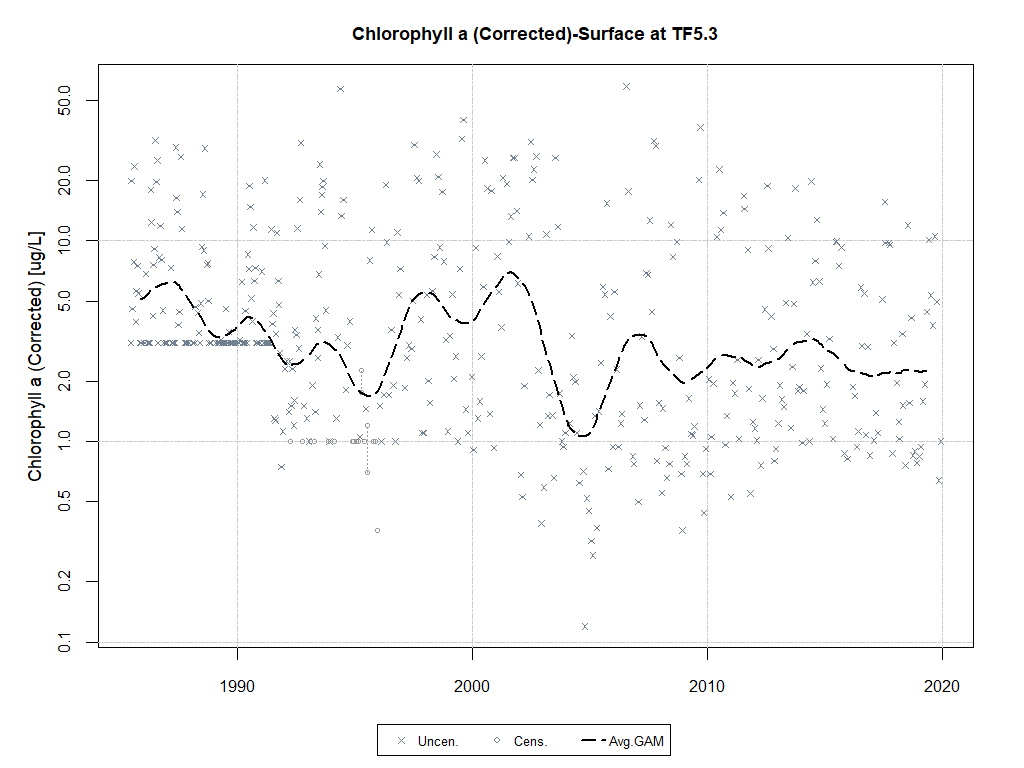 Chlorophyll a (Corrected)-Surface at TF5.3
Chlorophyll a (Corrected) [ug/L]
50.0
20.0
10.0
5.0
2.0
1.0
0.5
0.2
0.1
1990 2000 2010 2020
Uncen. Cens. Avg.GAM